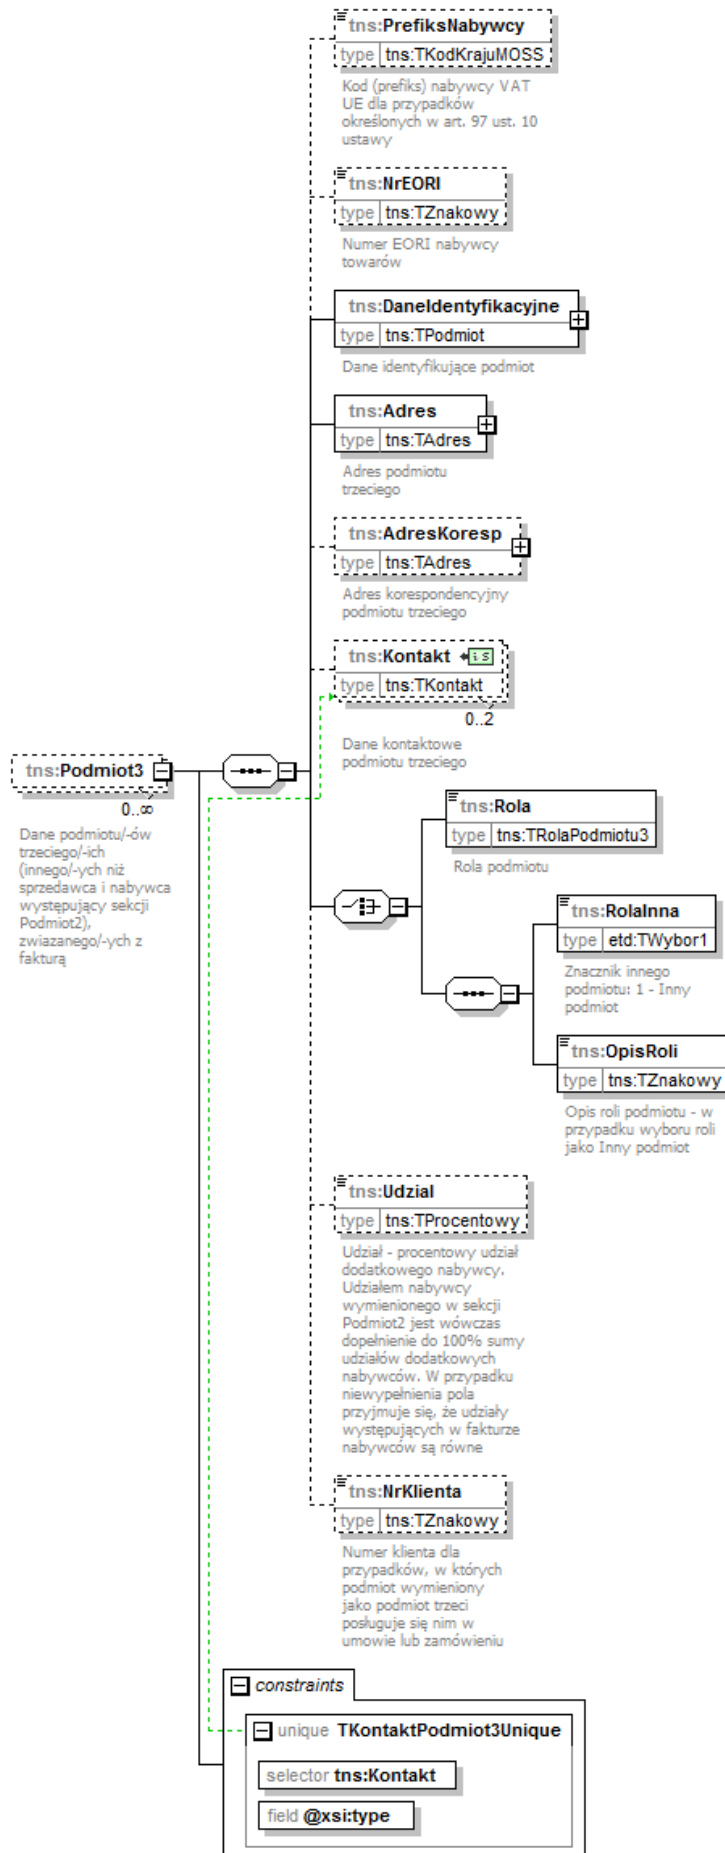 tns:PrefiksNabywcy
type tns:TKodKrajuMOSS
Kod (prefiks) nabywcy VAT
UE dla przypadków
określonych w art. 97 ust. 10
ustawy
tns:NrEORI
type tns:TZnakowy
Numer EORI nabywcy
towarów
tns:DaneIdentyfikacyjne
type tns:TPodmiot
Dane identyfikujące podmiot
tns:Adres
type tns:TAdres
Adres podmiotu
trzeciego
tns:AdresKoresp
type tns:TAdres
Adres korespondencyjny
podmiotu trzeciego
tns:Kontakt is
type tns:TKontakt
0..2
Dane kontaktowe
podmiotu trzeciego
tns:Podmiot3
0..∞
Dane podmiotu/-ów
trzeciego/-ich
(innego/-ych niż
sprzedawca i nabywca
występujący sekcji
Podmiot2),
zwiazanego/-ych z
fakturą
tns:Rola
type tns:TRolaPodmiotu3
Rola podmiotu
tns:RolaInna
type etd:TWybor1
Znacznik innego
podmiotu: 1 - Inny
podmiot
tns:OpisRoli
type tns:TZnakowy
Opis roli podmiotu - w
przypadku wyboru roli
jako Inny podmiot
tns:Udzial
type tns:TProcentowy
Udział - procentowy udział
dodatkowego nabywcy.
Udziałem nabywcy
wymienionego w sekcji
Podmiot2 jest wówczas
dopełnienie do 100% sumy
udziałów dodatkowych
nabywców. W przypadku
niewypełnienia pola
przyjmuje się, że udziały
występujących w fakturze
nabywców są równe
tns:NrKlienta
type tns:TZnakowy
Numer klienta dla
przypadków, w których
podmiot wymieniony
jako podmiot trzeci
posługuje się nim w
umowie lub zamówieniu
constraints
unique TKontaktPodmiot3Unique
selector tns:Kontakt
field @xsi:type